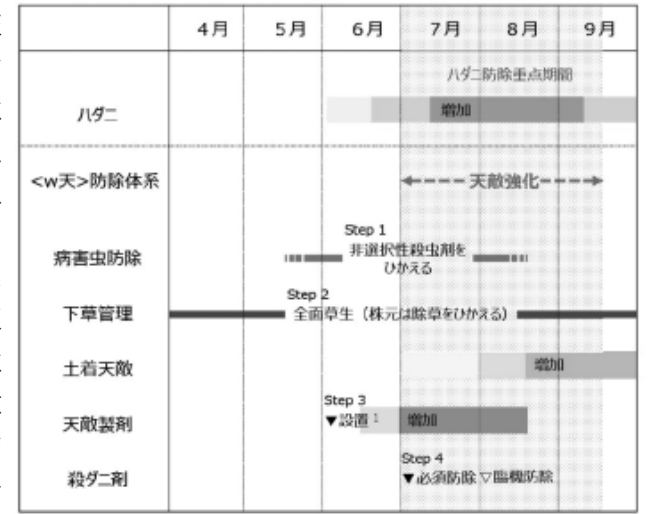 4月 5月 6月 7月 8月 9月
ハダニ防除重点期間
ハダニ 増加
<w天>防除体系 天敵強化
Step 1
病害虫防除 非選択性殺虫剤を
ひかえる
Step 2
下草管理 全面草生（株元は除草をひかえる）
土着天敵 増加
Step 3
天敵製剤 ▼設置1 増加
Step 4
殺ダニ剤 ▼必須防除 ▽臨機防除